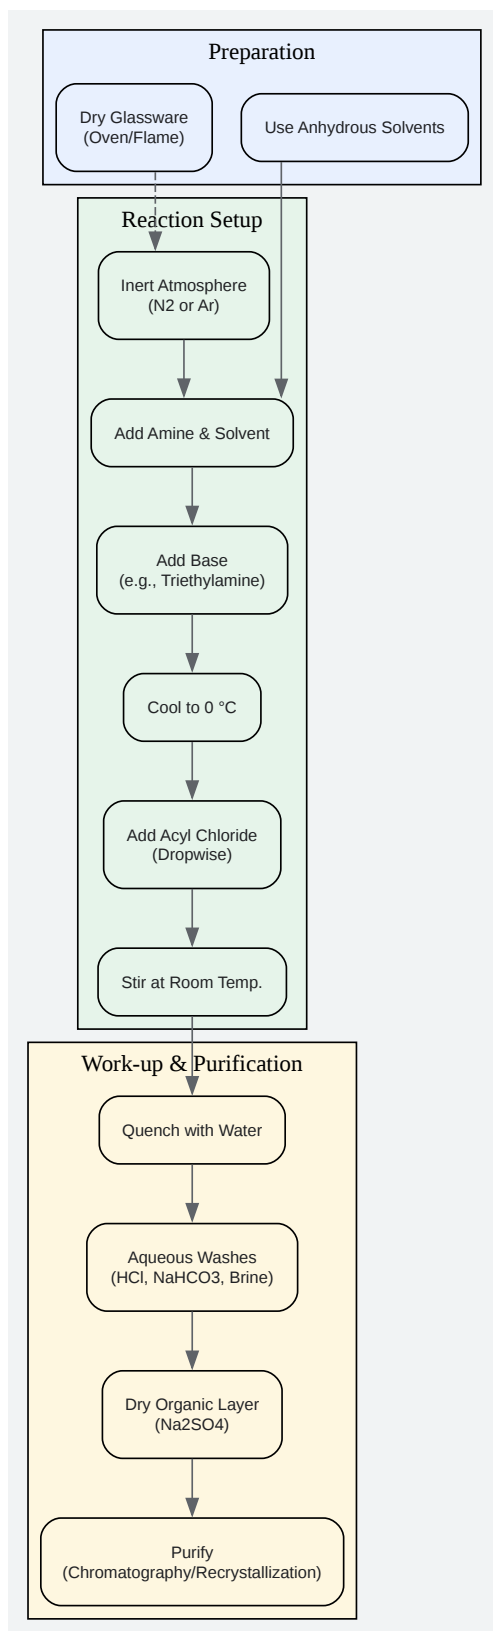 Preparation
Dry Glassware
(Oven/Flame)
Use Anhydrous Solvents
Reaction Setup
Inert Atmosphere
(N2 or Ar)
Add Amine & Solvent
Add Base
(e.g., Triethylamine)
Cool to 0 °C
Add Acyl Chloride
(Dropwise)
Stir at Room Temp.
Work-up & Purification
Quench with Water
Aqueous Washes
(HCl, NaHCO3, Brine)
Dry Organic Layer
(Na2SO4)
Purify
(Chromatography/Recrystallization)